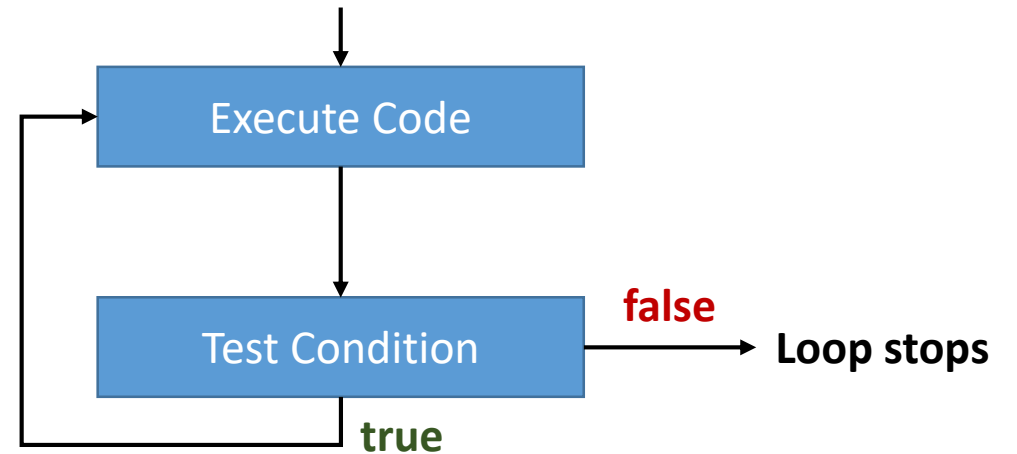 Execute Code
false
Test Condition
Loop stops
true